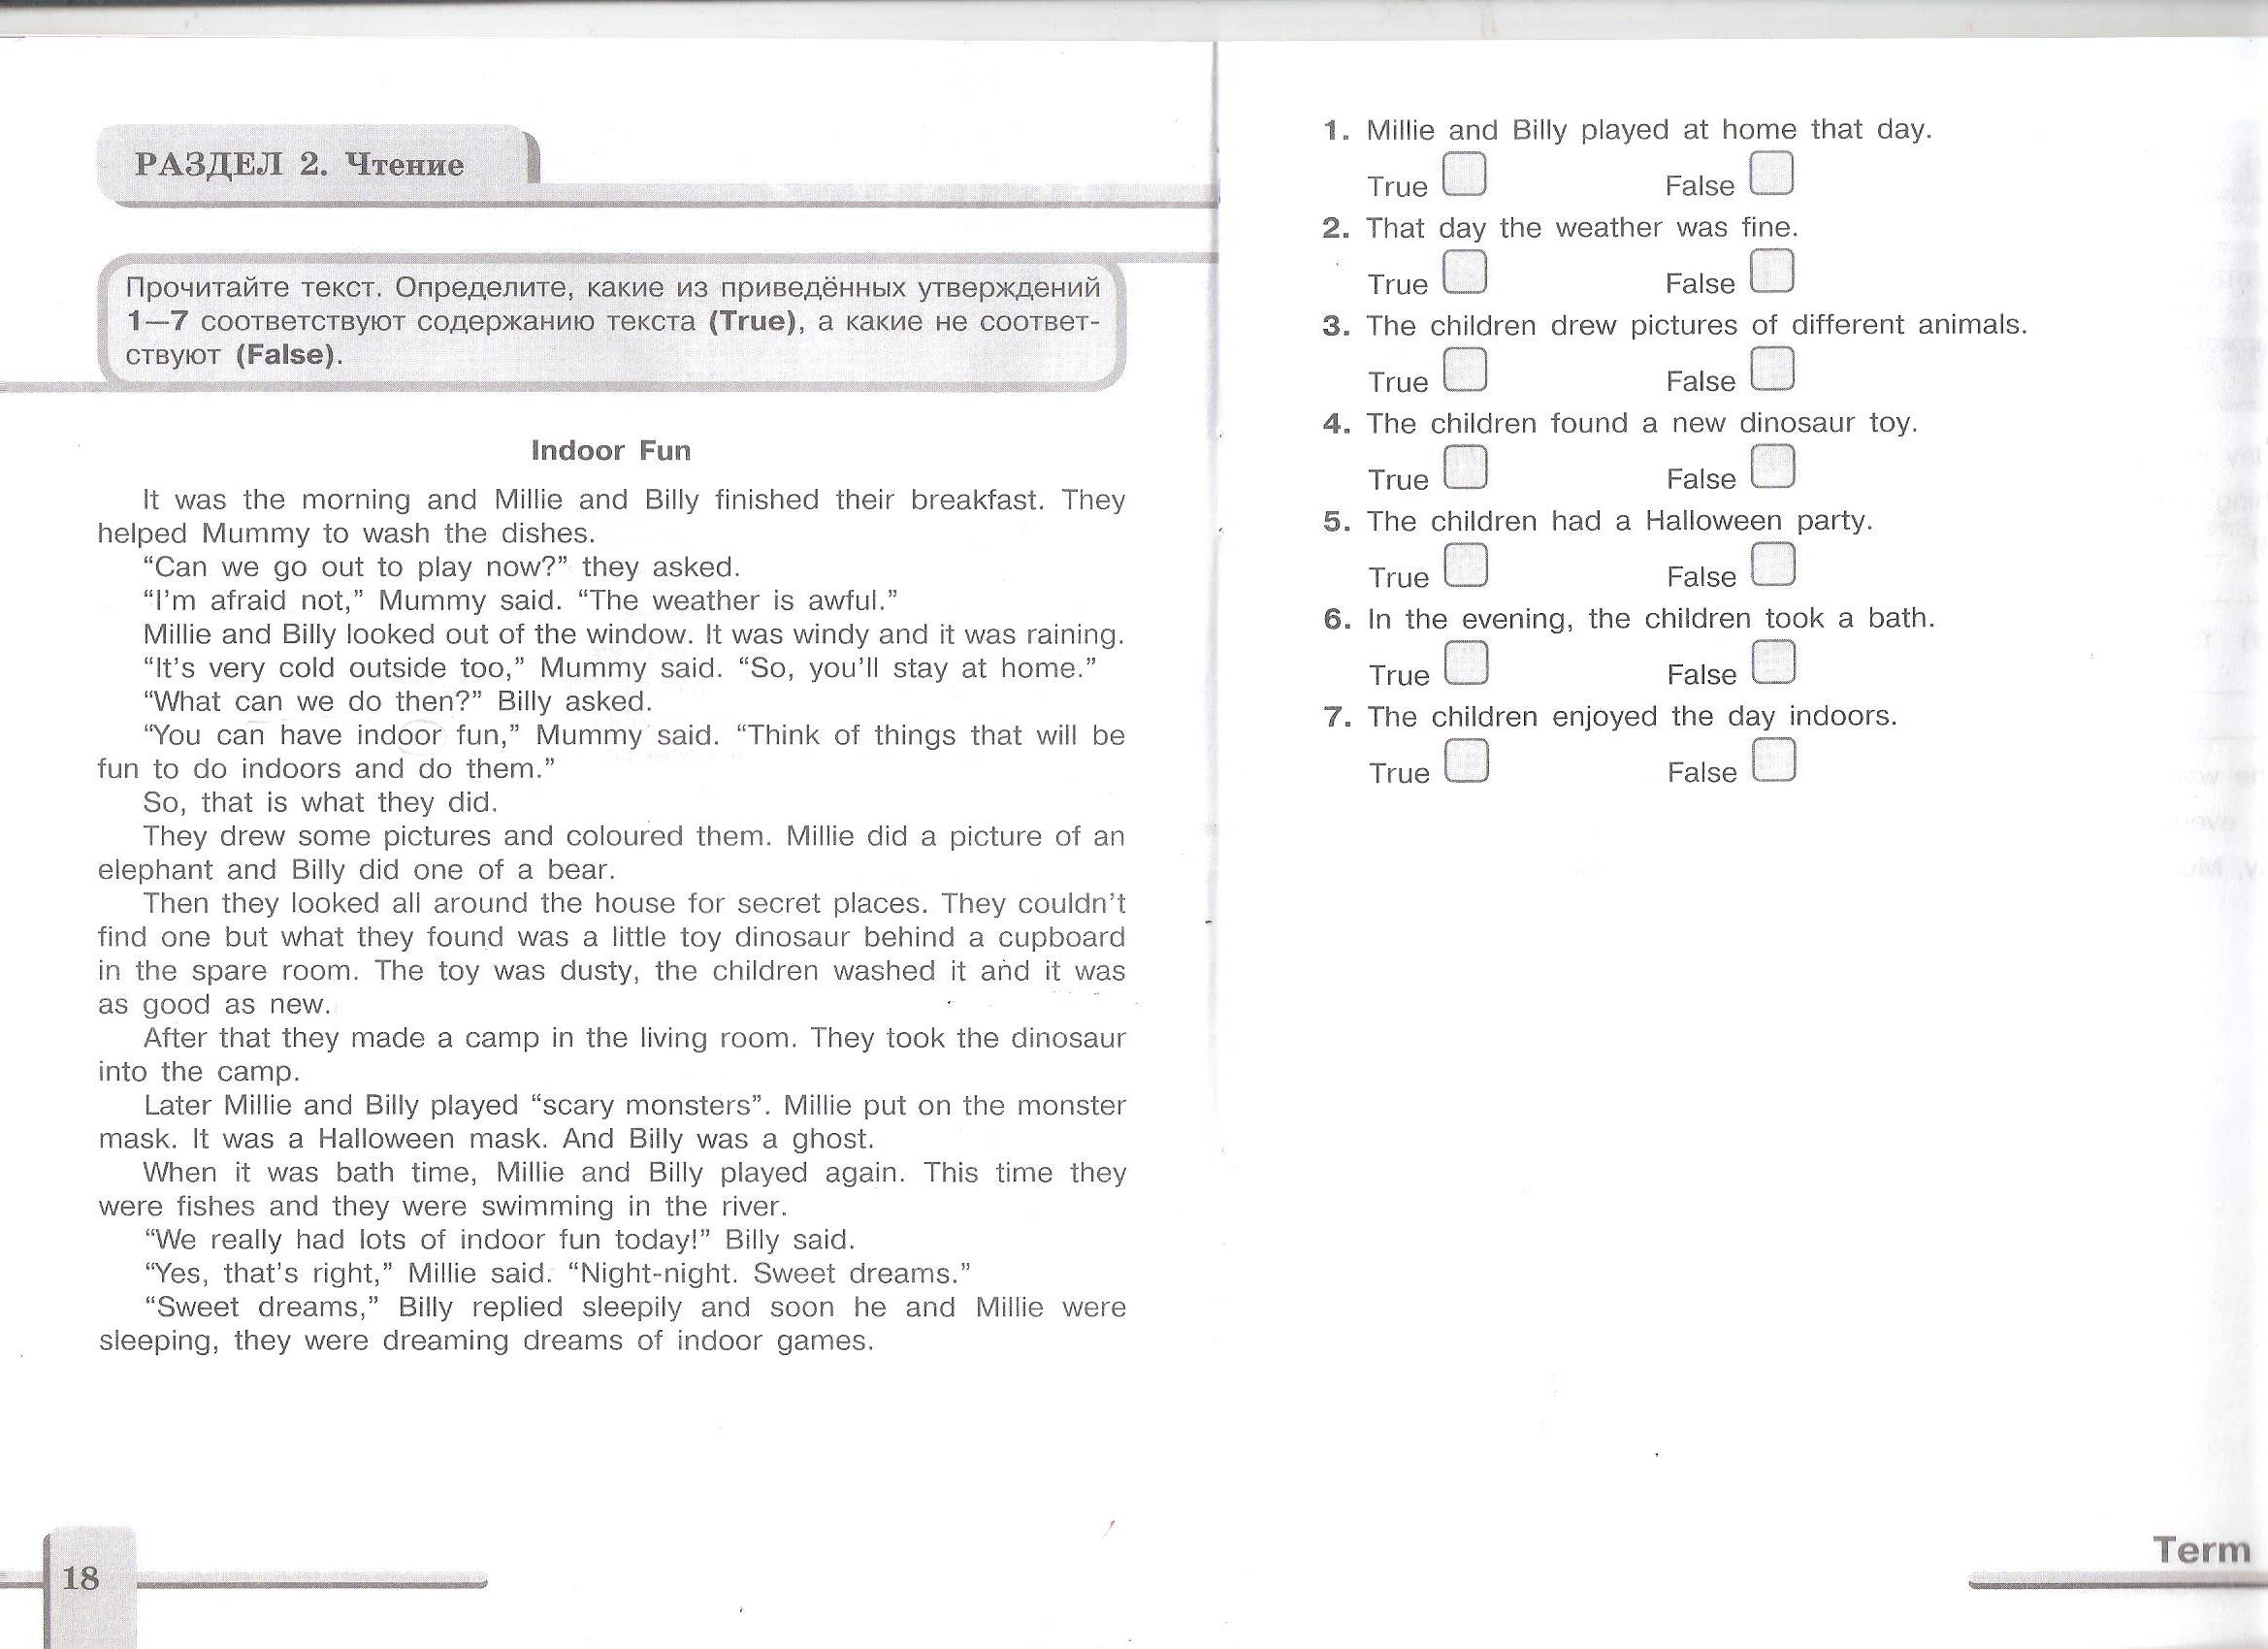 РАЗДЕЛ 2. Чтение
Прочитайте текст. Определите, какие из приведённых утверждений
1—7 соответствуют содержанию текста (True), а какие не соответ-
ствуют (False).
Indoor Fun
It was the morning and Millie and Billy finished their breakfast. They
helped Mummy to wash the dishes.
“Can we go out to play now?” they asked.
“I’m afraid not,” Mummy said. “The weather is awful.”
Millie and Billy looked out of the window. It was windy and it was raining.
“It’s very cold outside too,” Mummy said. “So, you’ll stay at home.”
“What can we do then?” Billy asked.
“You can have indoor fun,” Mummy said. “Think of things that will be
fun to do indoors and do them.”
So, that is what they did.
They drew some pictures and coloured them. Millie did a picture of an
elephant and Billy did one of a bear.
Then they looked all around the house for secret places. They couldn’t
find one but what they found was a little toy dinosaur behind a cupboard
in the spare room. The toy was dusty, the children washed it and it was
as good as new.
After that they made a camp in the living room. They took the dinosaur
into the camp.
Later Millie and Billy played “scary monsters”. Millie put on the monster
mask. It was a Halloween mask. And Billy was a ghost.
When it was bath time, Millie and Billy played again. This time they
were fishes and they were swimming in the river.
“We really had lots of indoor fun today!” Billy said.
“Yes, that’s right,” Millie said. “Night-night. Sweet dreams.”
“Sweet dreams,” Billy replied sleepily and soon he and Millie were
sleeping, they were dreaming dreams of indoor games.
18
1. Millie and Billy played at home that day.
True False
2. That day the weather was fine.
True False
3. The children drew pictures of different animals.
True False
4. The children found a new dinosaur toy.
True False
5. The children had a Halloween party.
True False
6. In the evening, the children took a bath.
True False
7. The children enjoyed the day indoors.
True False
Term